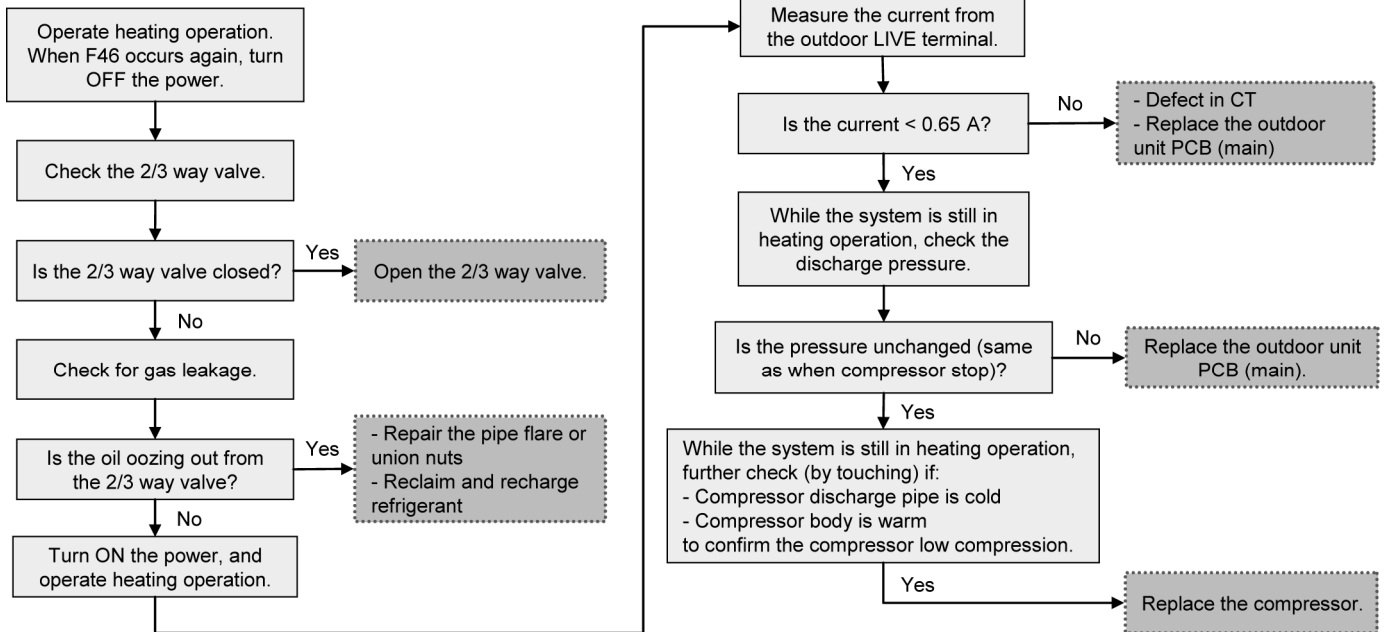 Operate heating operation.
When F46 occurs again, turn
OFF the power.
Check the 2/3 way valve.
Is the 2/3 way valve closed?
Yes
Open the 2/3 way valve.
No
Check for gas leakage.
Is the oil oozing out from
the 2/3 way valve?
Yes
- Repair the pipe flare or
union nuts
- Reclaim and recharge
refrigerant
No
Turn ON the power, and
operate heating operation.
Measure the current from
the outdoor LIVE terminal.
Is the current < 0.65 A?
No
- Defect in CT
- Replace the outdoor
unit PCB (main)
Yes
While the system is still in
heating operation, check the
discharge pressure.
Is the pressure unchanged (same
as when compressor stop)?
No
Replace the outdoor unit
PCB (main).
Yes
While the system is still in heating operation,
further check (by touching) if:
- Compressor discharge pipe is cold
- Compressor body is warm
to confirm the compressor low compression.
Yes
Replace the compressor.